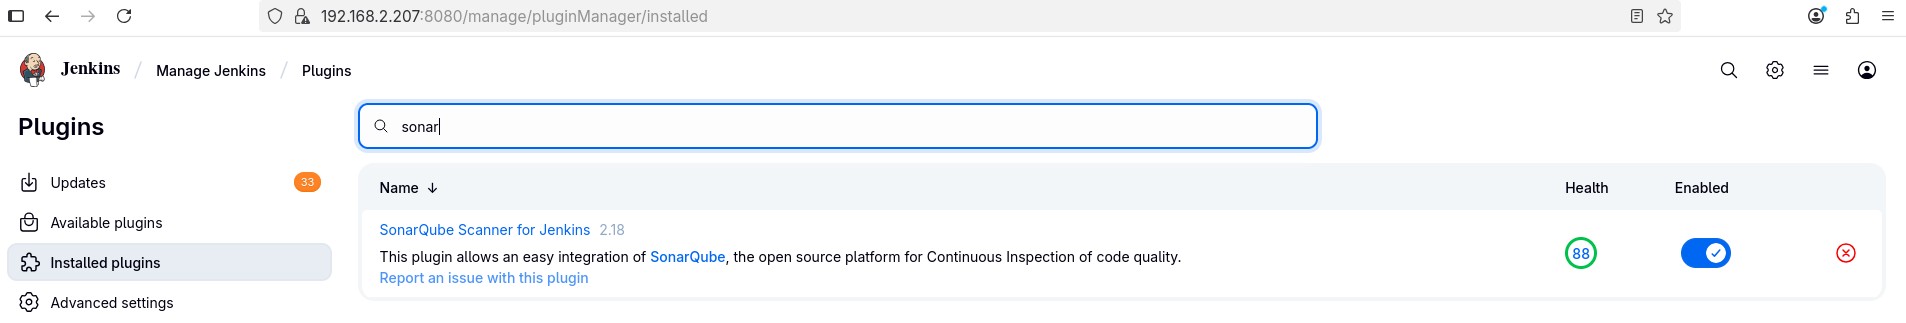 192.168.2.207:8080/manage/pluginManager/installed
Jenkins / Manage Jenkins / Plugins
Plugins
sonar
Updates 33
Available plugins
Installed plugins
Advanced settings
Name Health Enabled
SonarQube Scanner for Jenkins 2.18
This plugin allows an easy integration of SonarQube, the open source platform for Continuous Inspection of code quality.
Report an issue with this plugin
88